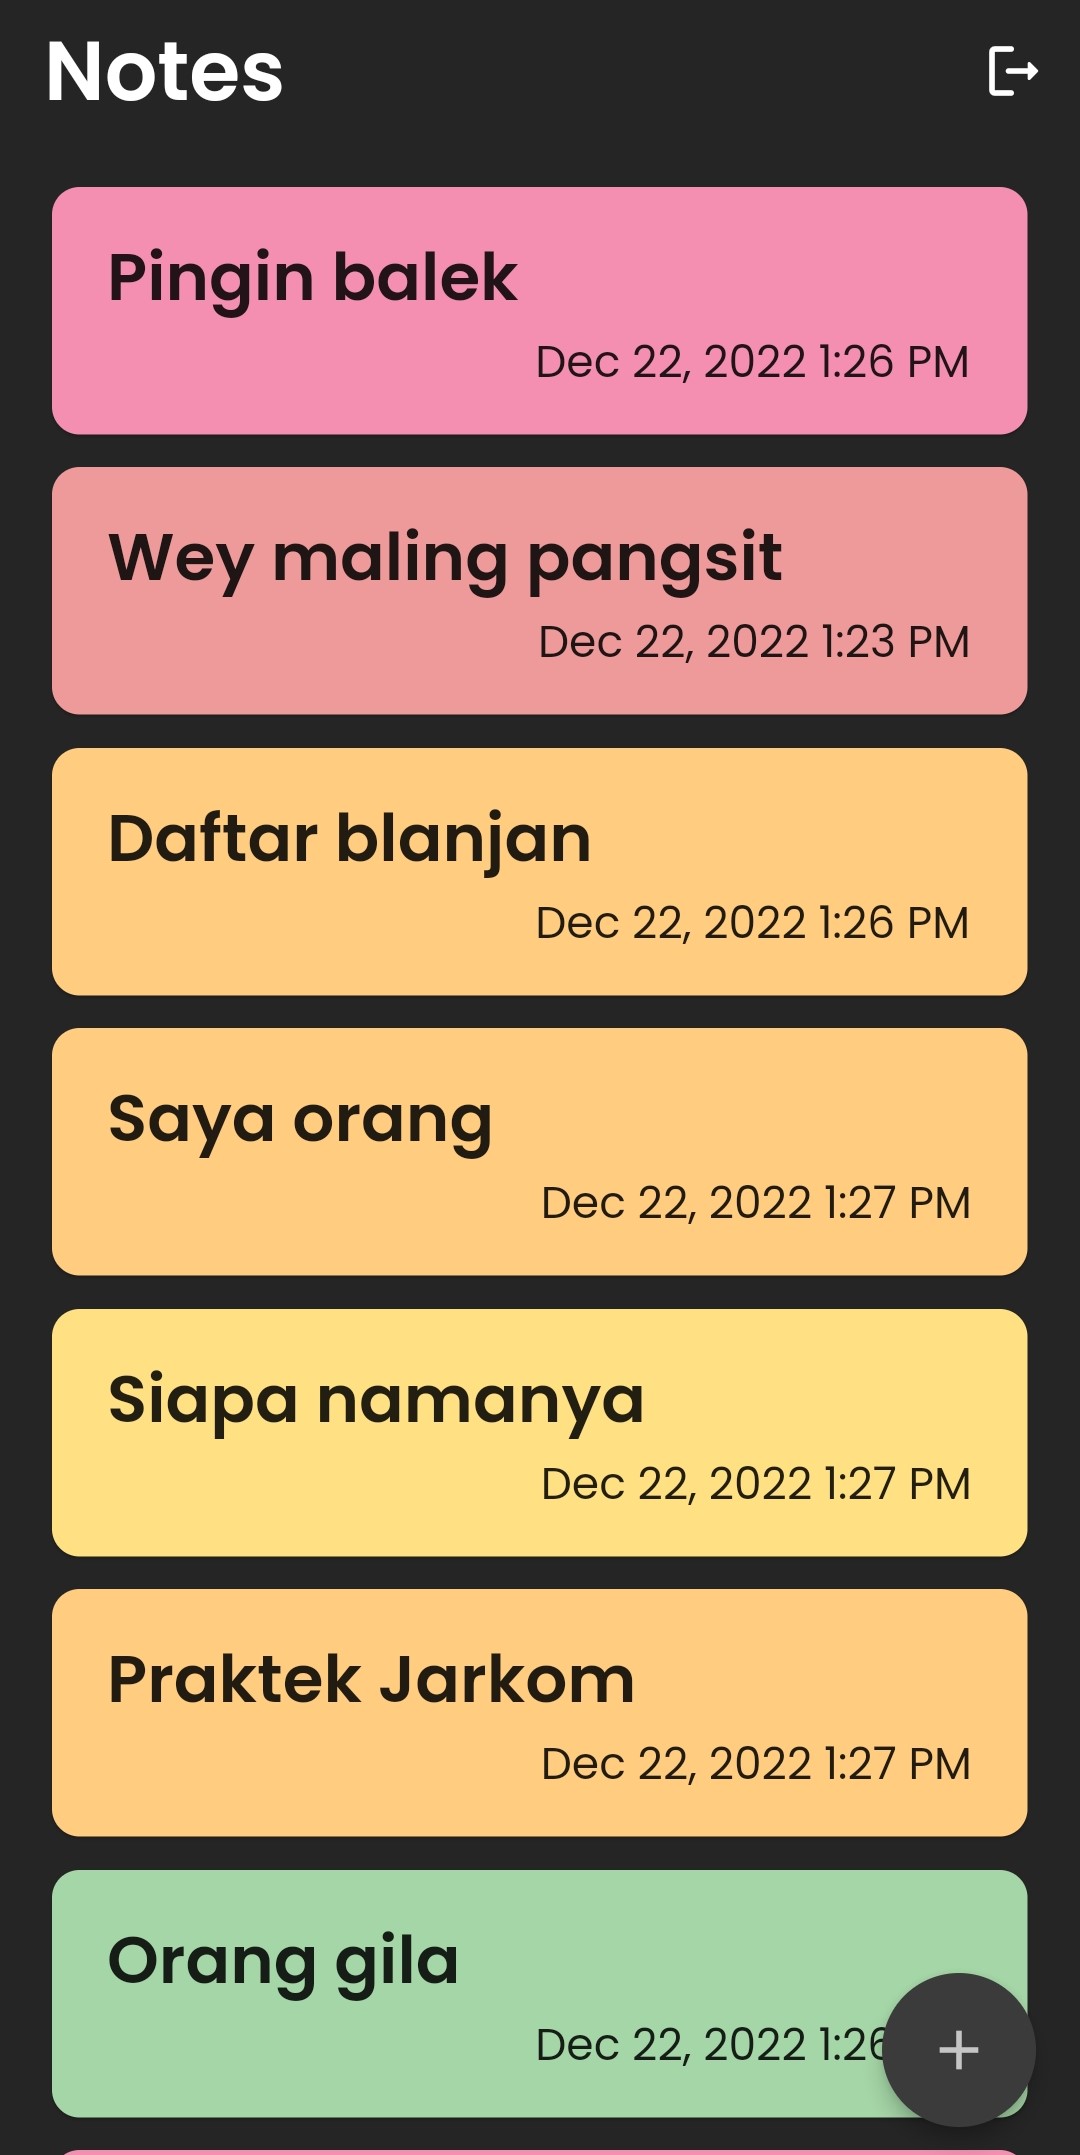 Notes
Pingin balek
Dec 22, 2022 1:26 PM
Wey maling pangsit
Dec 22, 2022 1:23 PM
Daftar blanjan
Dec 22, 2022 1:26 PM
Saya orang
Dec 22, 2022 1:27 PM
Siapa namanya
Dec 22, 2022 1:27 PM
Praktek Jarkom
Dec 22, 2022 1:27 PM
Orang gila
Dec 22, 2022 1:26